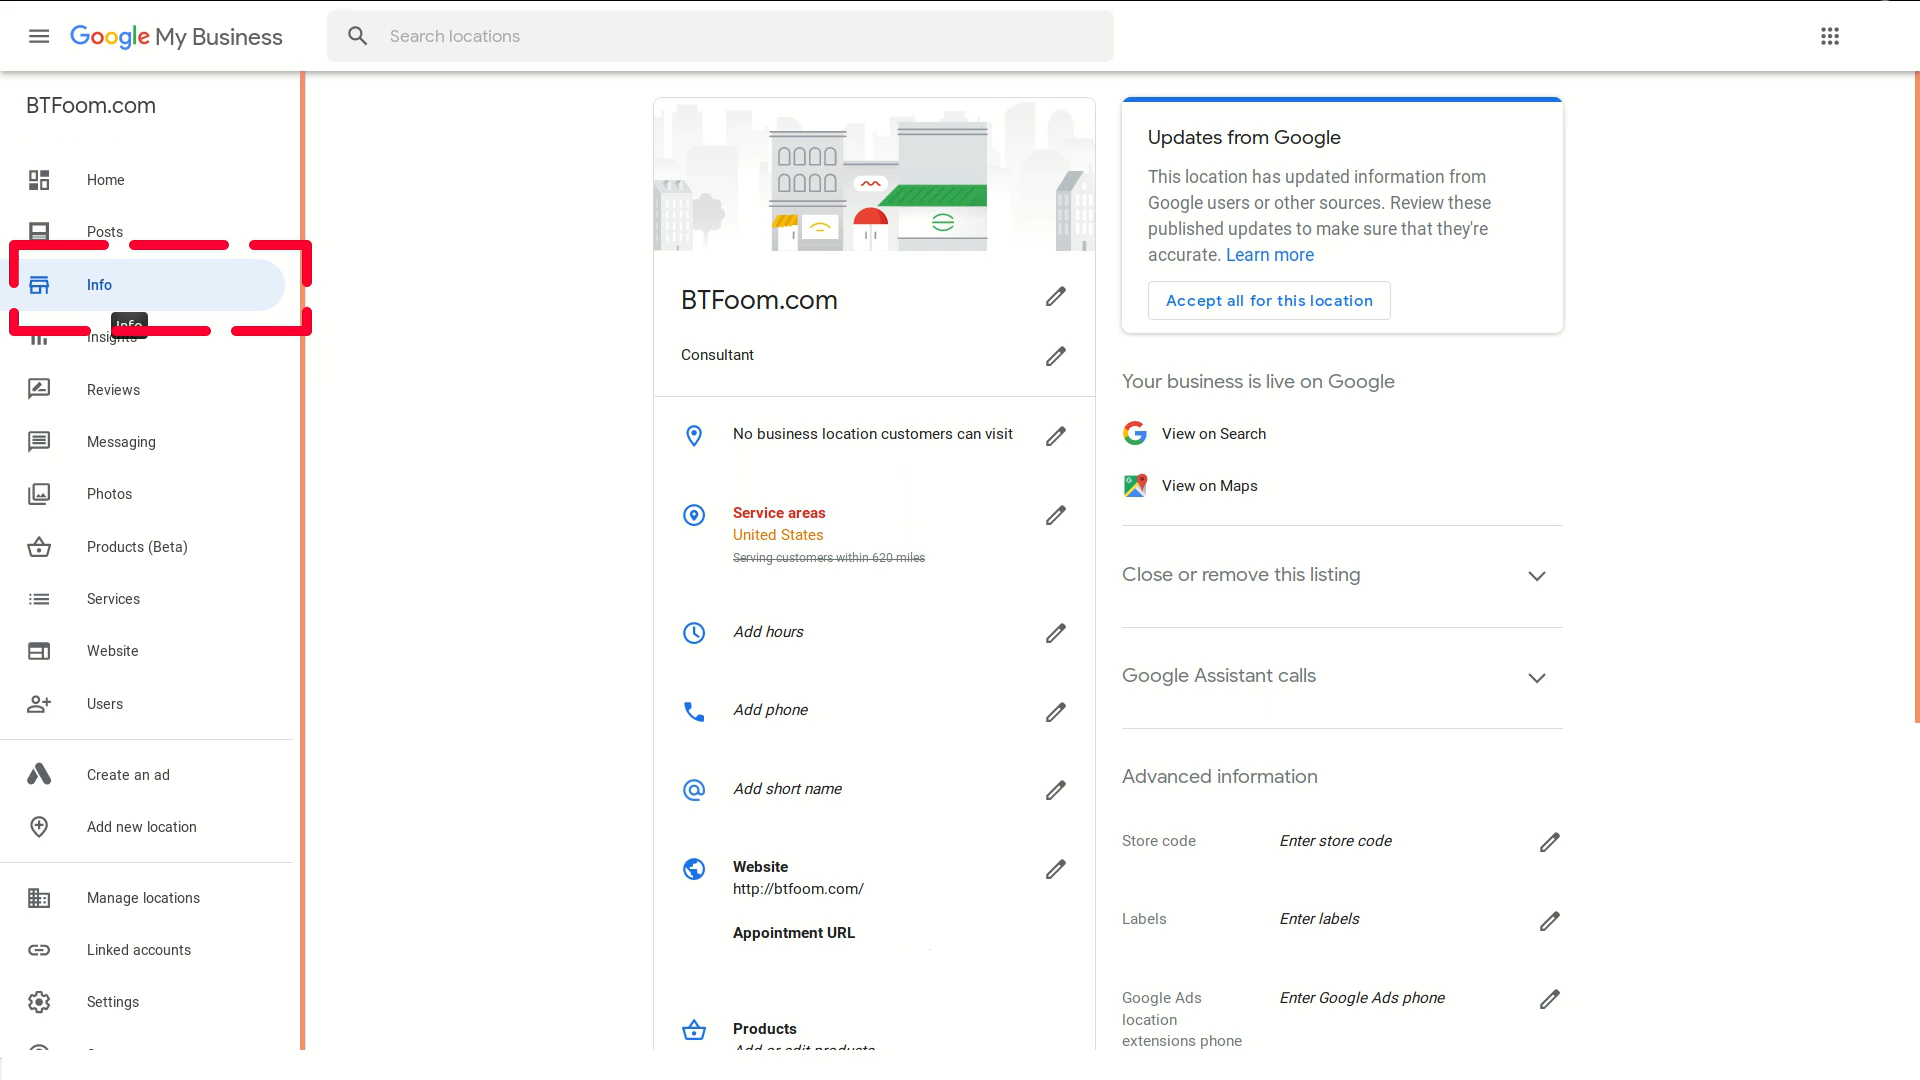 Google My Business
Search locations
BTFoom.com
Home
Posts
Info
Info
Insights
Reviews
Messaging
Photos
Products (Beta)
Services
Website
Users
Create an ad
Add new location
Manage locations
Linked accounts
Settings
BTFoom.com
Consultant
No business location customers can visit
Service areas
United States
Serving customers within 620 miles
Add hours
Add phone
Add short name
Website
http://btfoom.com/
Appointment URL
Products
Add or edit products
Updates from Google
This location has updated information from
Google users or other sources. Review these
published updates to make sure that they're
accurate. Learn more
Accept all for this location
Your business is live on Google
View on Search
View on Maps
Close or remove this listing
Google Assistant calls
Advanced information
Store code
Enter store code
Labels
Enter labels
Google Ads
location
extensions phone
Enter Google Ads phone